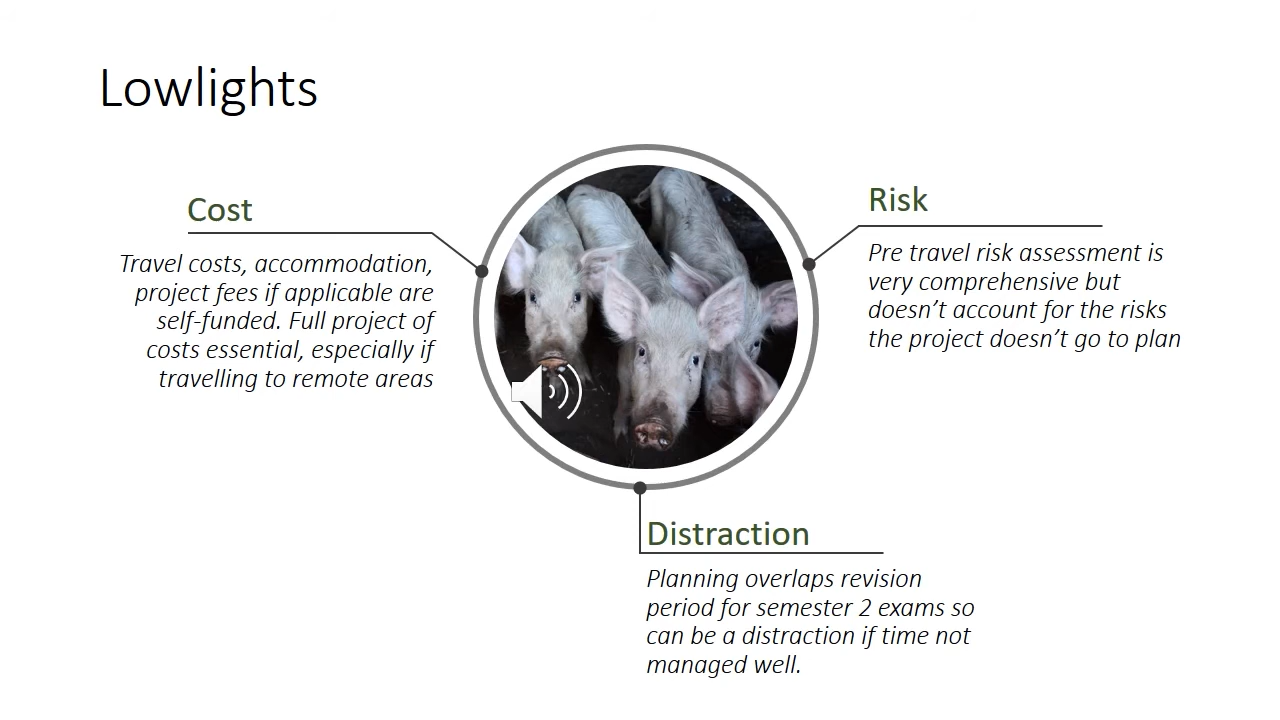 Lowlights
Cost
Travel costs, accommodation,
project fees if applicable are
self-funded. Full project of
costs essential, especially if
travelling to remote areas
Risk
Pre travel risk assessment is
very comprehensive but
doesn’t account for the risks
the project doesn’t go to plan
Distraction
Planning overlaps revision
period for semester 2 exams so
can be a distraction if time not
managed well.